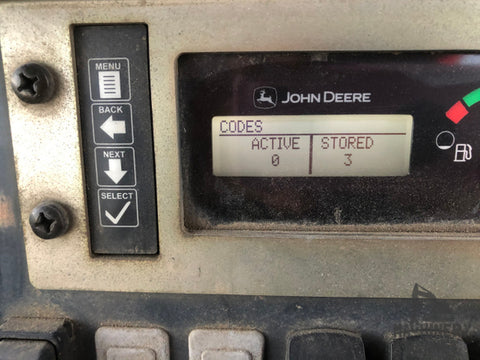 MENU
BACK
NEXT
SELECT
JOHN DEERE
CODES
ACTIVE STORED
0 3